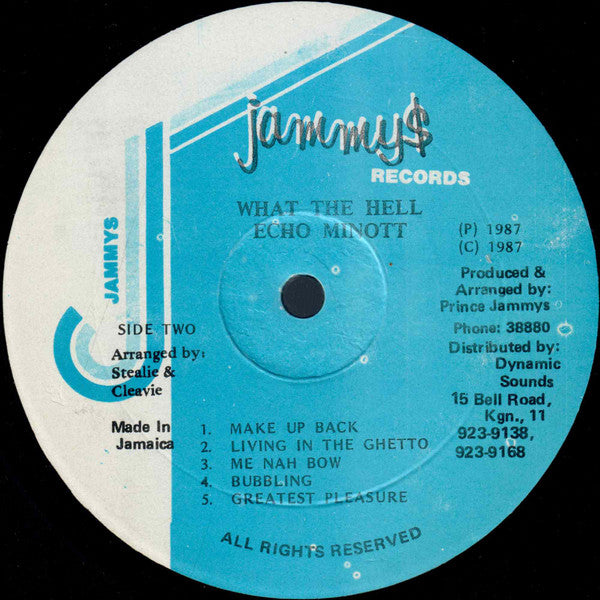 jammy$
RECORDS
WHAT THE HELL
ECHO MINOTT
(P) 1987
(C) 1987
Produced &
Arranged by:
Prince Jammys
Phone: 38880
Distributed by:
Dynamic
Sounds
15 Bell Road,
Kgn., 11
923-9138,
923-9168
JAMMYS
SIDE TWO
Arranged by:
Stealie &
Cleavie
Made In
Jamaica
1. MAKE UP BACK
2. LIVING IN THE GHETTO
3. ME NAH BOW
4. BUBBLING
5. GREATEST PLEASURE
ALL RIGHTS RESERVED